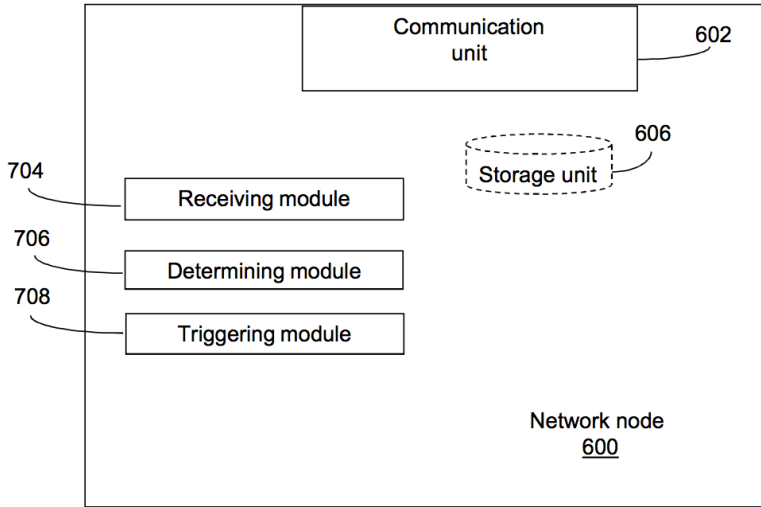 Communication
unit
602
606
Storage unit
704
Receiving module
706
Determining module
708
Triggering module
Network node
600